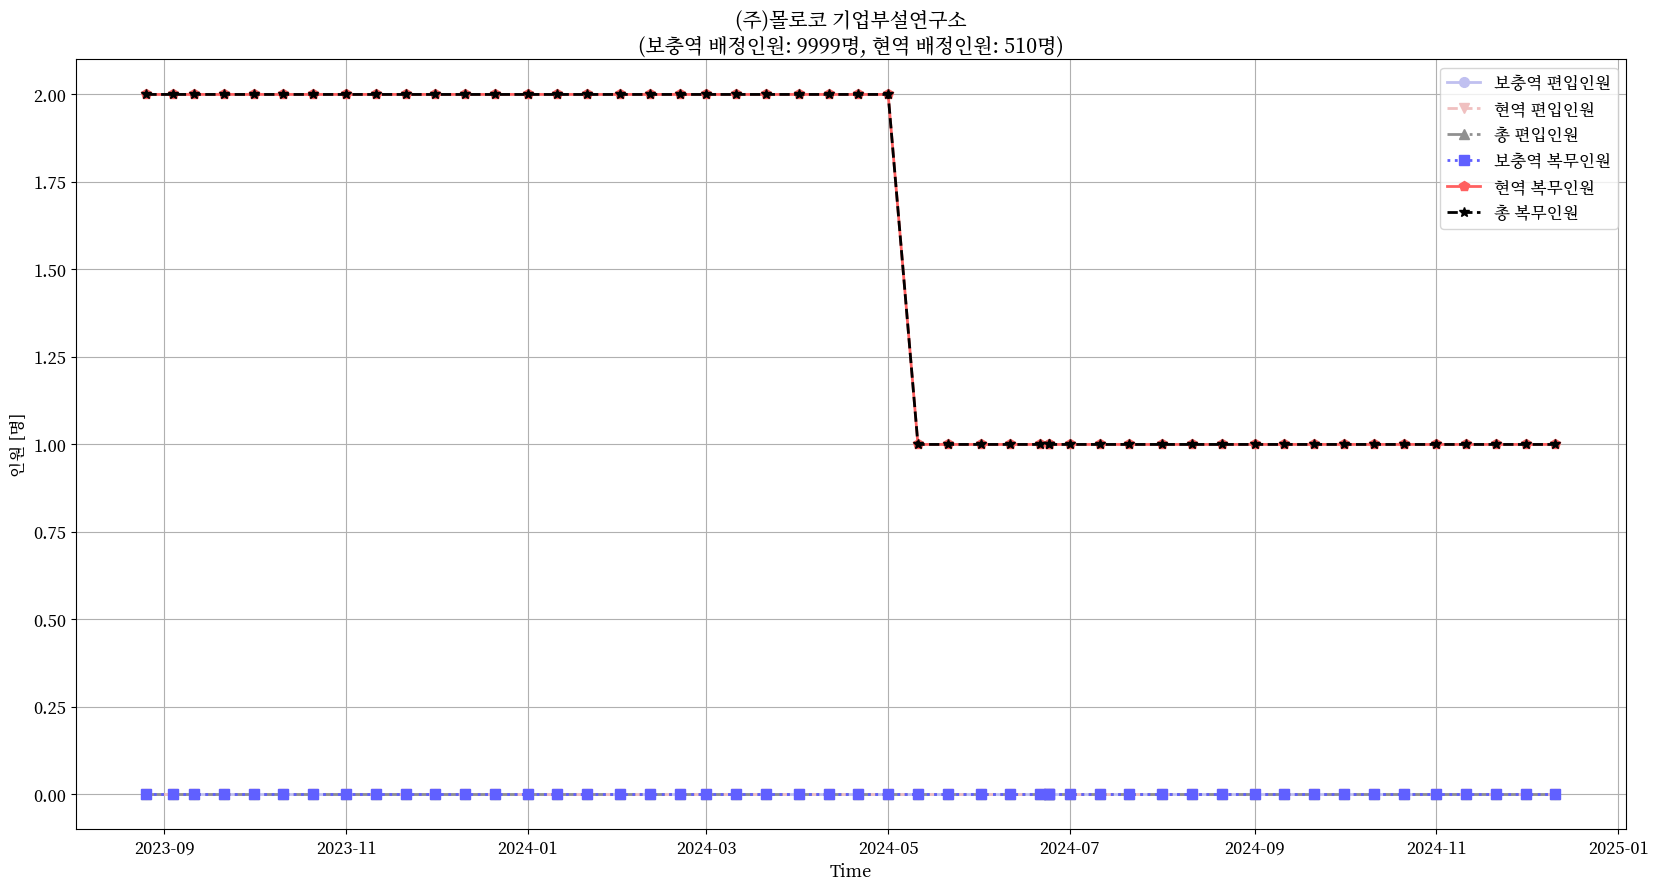 (주)몰로코 기업부설연구소
(보충역 배정인원: 9999명, 현역 배정인원: 510명)
보충역 편입인원
현역 편입인원
총 편입인원
보충역 복무인원
현역 복무인원
총 복무인원
인원 [명]
2.00
1.75
1.50
1.25
1.00
0.75
0.50
0.25
0.00
2023-09
2023-11
2024-01
2024-03
2024-05
2024-07
2024-09
2024-11
2025-01
Time